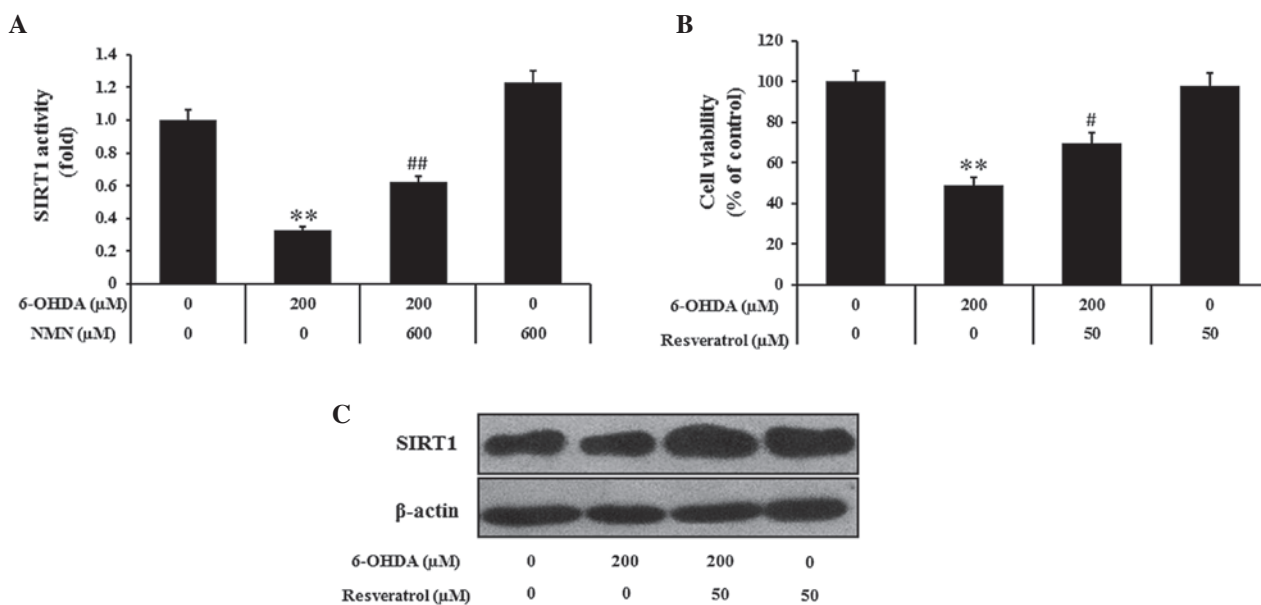 A
SIRT1 activity
(fold)
1.4
1.2
1.0
0.8
0.6
0.4
0.2
0
**
##
6-OHDA (µM) 0 200 200 0
NMN (µM) 0 0 600 600
B
Cell viability
(% of control)
120
100
80
60
40
20
0
**
#
6-OHDA (µM) 0 200 200 0
Resveratrol (µM) 0 0 50 50
C
SIRT1
β-actin
6-OHDA (µM) 0 200 200 0
Resveratrol (µM) 0 0 50 50